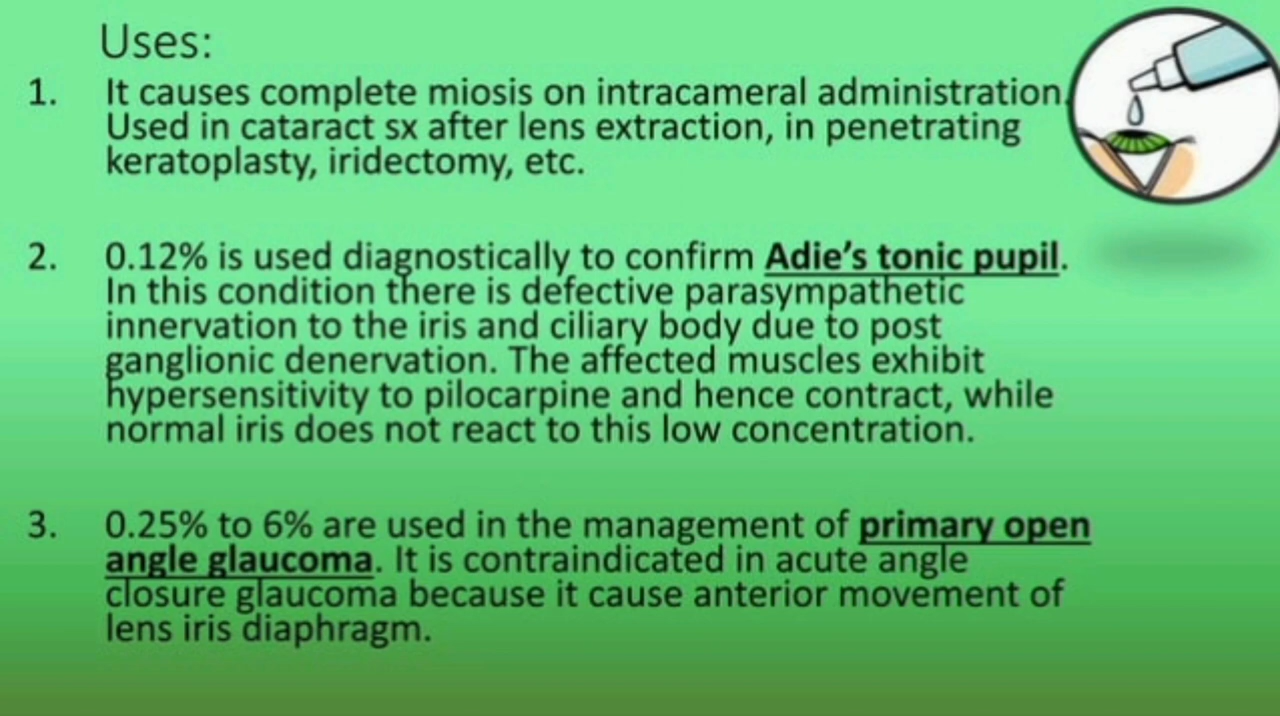 Uses:
1. It causes complete miosis on intracameral administration.
Used in cataract sx after lens extraction, in penetrating
keratoplasty, iridectomy, etc.
2. 0.12% is used diagnostically to confirm Adie's tonic pupil.
In this condition there is defective parasympathetic
innervation to the iris and ciliary body due to post
ganglionic denervation. The affected muscles exhibit
hypersensitivity to pilocarpine and hence contract, while
normal iris does not react to this low concentration.
3. 0.25% to 6% are used in the management of primary open
angle glaucoma. It is contraindicated in acute angle
closure glaucoma because it cause anterior movement of
lens iris diaphragm.